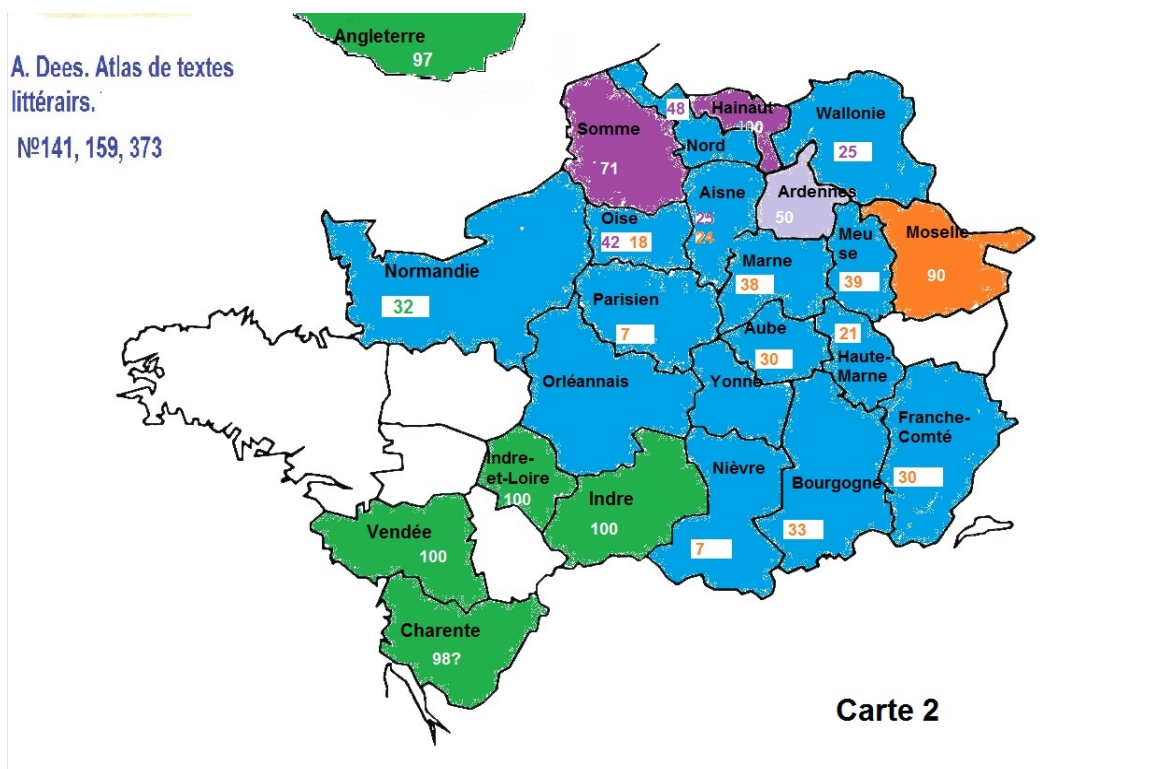 Angleterre
97
A. Dees. Atlas de textes
littérairs.
№141, 159, 373
Somme
71
48
Hainaut
100
Nord
Wallonie
25
Aisne
25
24
Ardennes
50
Oise
42 18
Normandie
32
Parisien
7
Marne
38
Meu
se
39
Moselle
90
Aube
30
21
Haute-
Marne
Orléannais
Yonne
Franche-
Comté
30
Indre-
et-Loire
100
Indre
100
Nièvre
7
Bourgogne
33
Vendée
100
Charente
98?
Carte 2